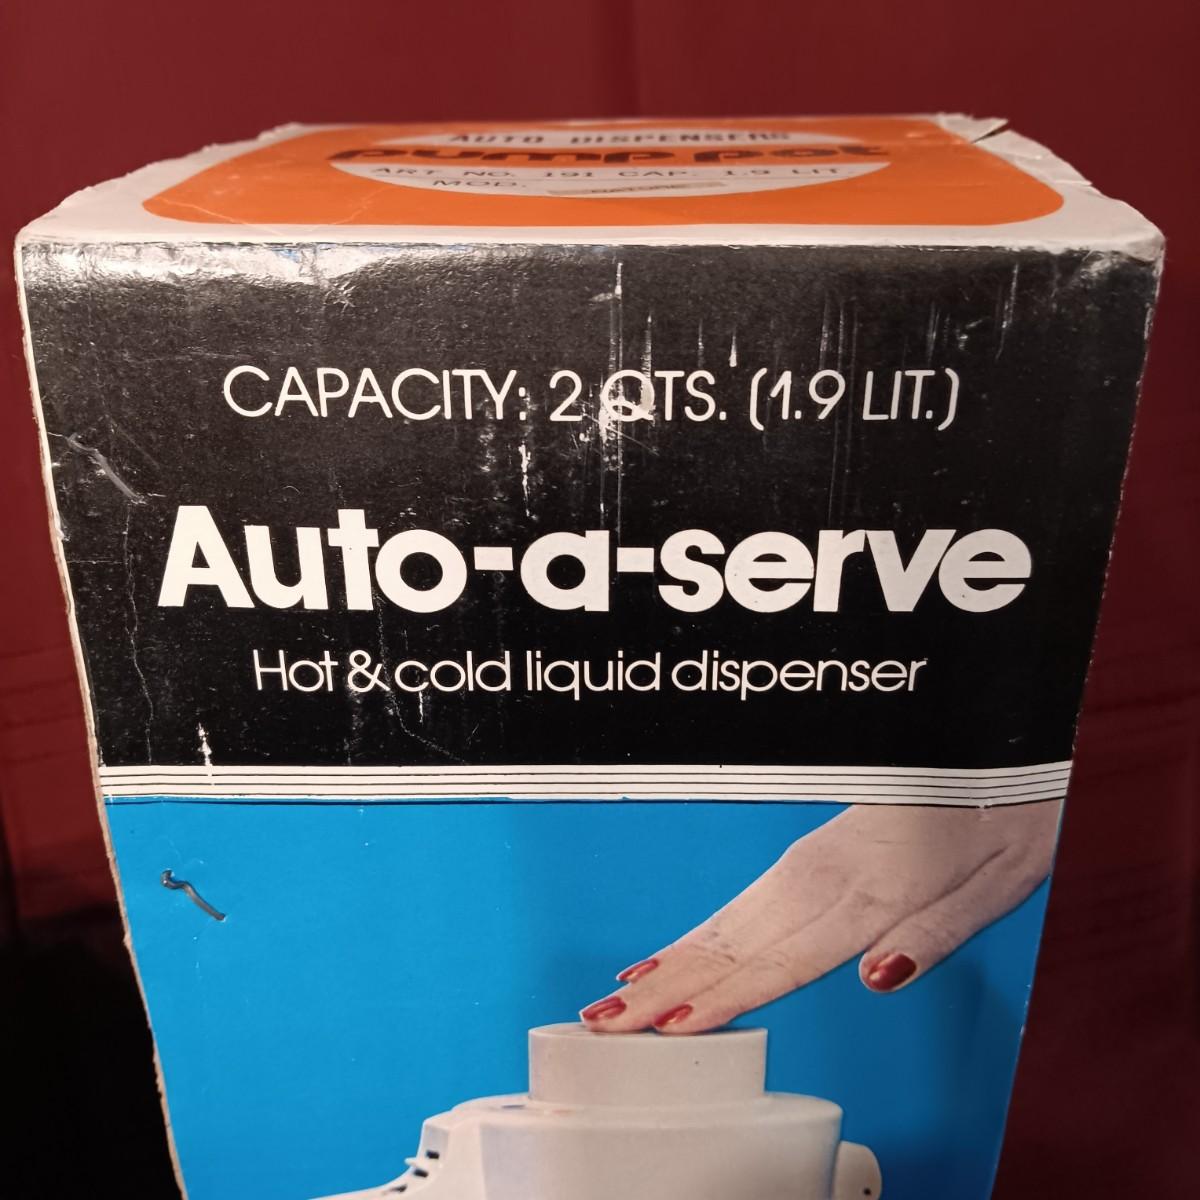 AUTO DISPENSERS
pump pot
ART. NO. 191 CAP. 1.9 LIT.
MOD. NATURE
CAPACITY: 2 QTS. (1.9 LIT.)
Auto-a-serve
Hot & cold liquid dispenser